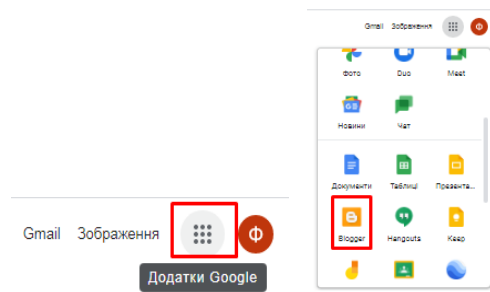 Gmail Зображення Ф
Додатки Google
Gmail Зображення Ф
Фото Duo Meet
Новини Чат
Документи Таблиці Презента...
Blogger Hangouts Keep